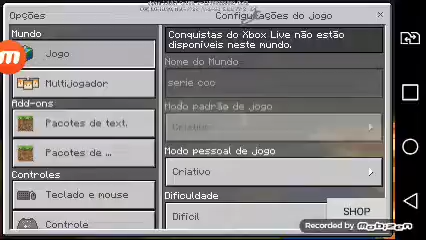 Opções
Configurações do jogo
Mundo
Jogo
Multijogador
Add-ons
Pacotes de text.
Pacotes de ...
Controles
Teclado e mouse
Controle
Conquistas do Xbox Live não estão
disponíveis neste mundo.
Nome do Mundo
serie coc
Modo padrão de jogo
Criativo
Modo pessoal de jogo
Criativo
Dificuldade
Difícil
SHOP
Recorded by Mobizen